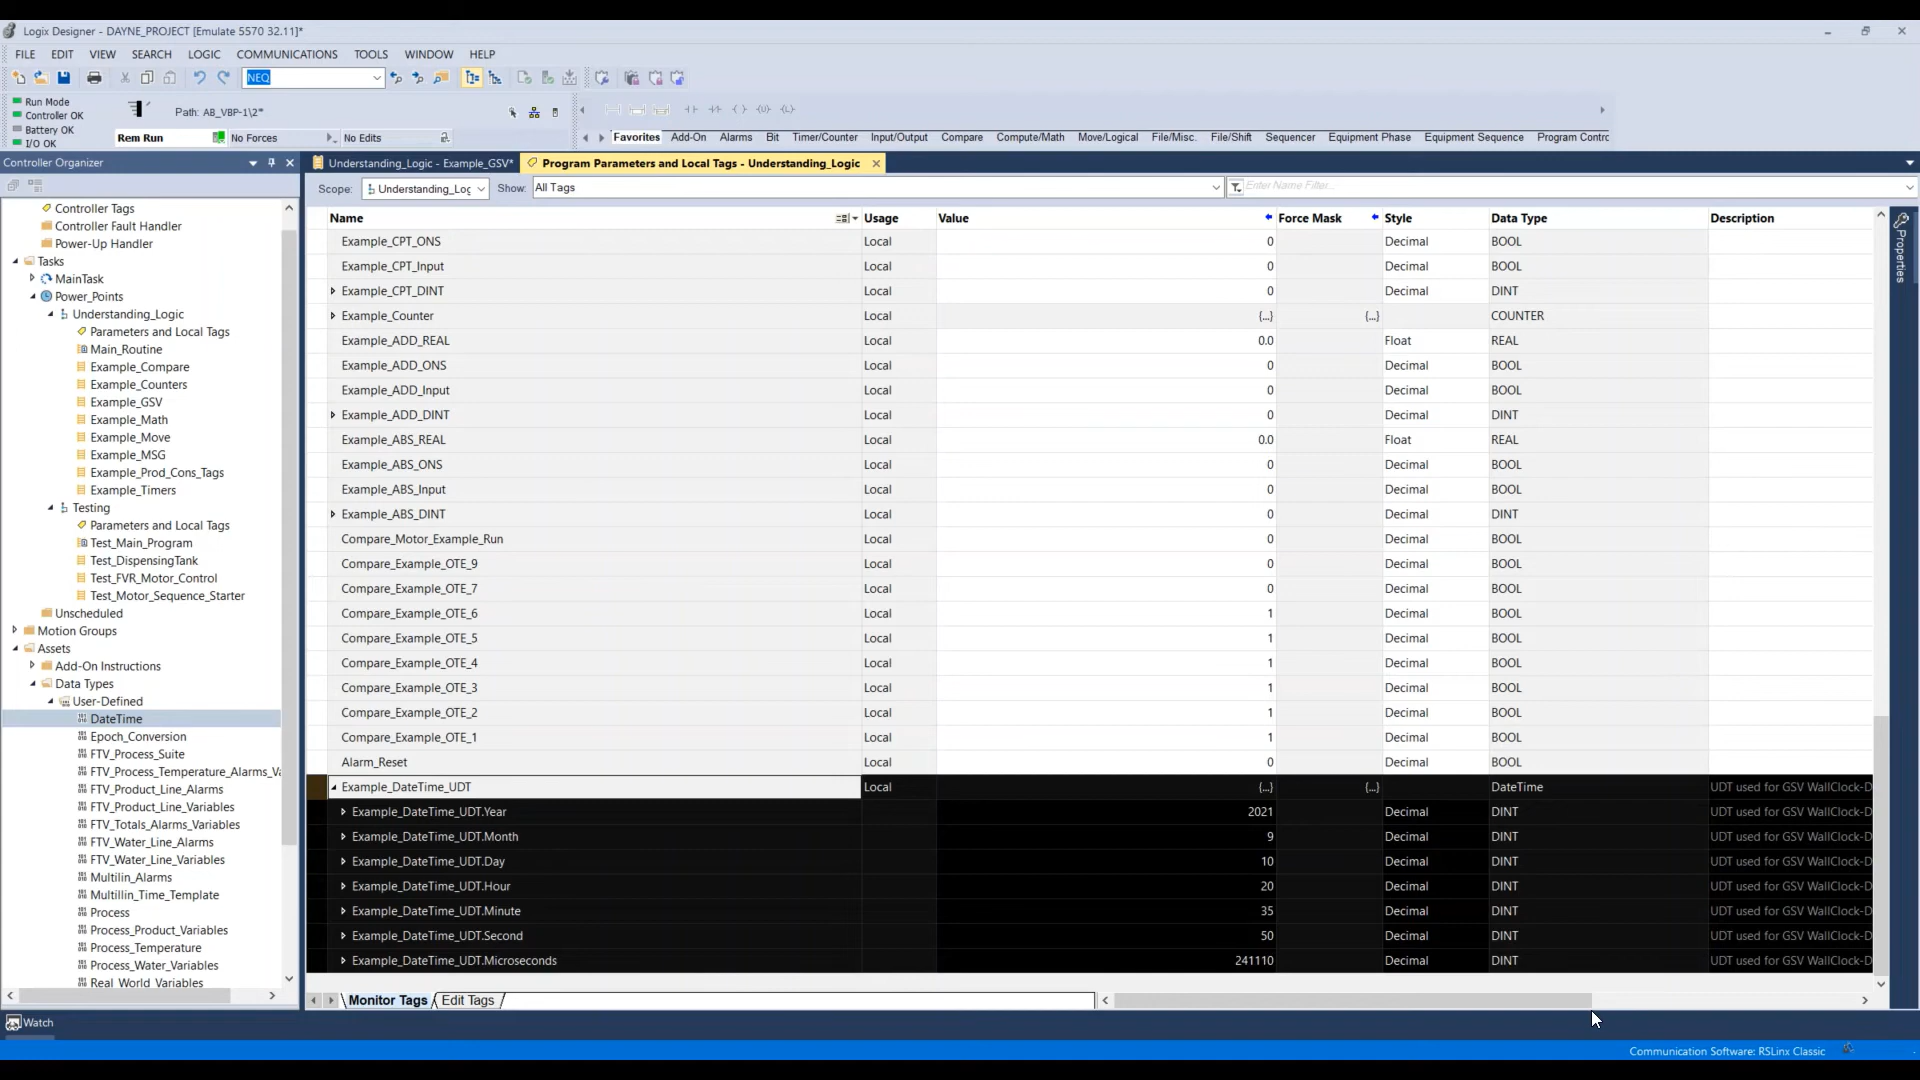 Logix Designer - DAYNE_PROJECT [Emulate 5570 32.11]*
FILE EDIT VIEW SEARCH LOGIC COMMUNICATIONS TOOLS WINDOW HELP
NEQ
Run Mode
Controller OK
Battery OK
I/O OK
Path: AB_VBP-1\2*
Rem Run No Forces No Edits
Favorites Add-On Alarms Bit Timer/Counter Input/Output Compare Compute/Math Move/Logical File/Misc. File/Shift Sequencer Equipment Phase Equipment Sequence Program Contrc
Controller Organizer
Understanding_Logic - Example_GSV* Program Parameters and Local Tags - Understanding_Logic
Scope: Understanding_Log Show: All Tags Enter Name Filter...
Controller Tags
Controller Fault Handler
Power-Up Handler
Tasks
MainTask
Power_Points
Understanding_Logic
Parameters and Local Tags
Main_Routine
Example_Compare
Example_Counters
Example_GSV
Example_Math
Example_Move
Example_MSG
Example_Prod_Cons_Tags
Example_Timers
Testing
Parameters and Local Tags
Test_Main_Program
Test_DispensingTank
Test_FVR_Motor_Control
Test_Motor_Sequence_Starter
Unscheduled
Motion Groups
Assets
Add-On Instructions
Data Types
User-Defined
DateTime
Epoch_Conversion
FTV_Process_Suite
FTV_Process_Temperature_Alarms_Va
FTV_Product_Line_Alarms
FTV_Product_Line_Variables
FTV_Totals_Alarms_Variables
FTV_Water_Line_Alarms
FTV_Water_Line_Variables
Multilin_Alarms
Multillin_Time_Template
Process
Process_Product_Variables
Process_Temperature
Process_Water_Variables
Real_World_Variables
Name Usage Value Force Mask Style Data Type Description
Example_CPT_ONS Local 0 Decimal BOOL
Example_CPT_Input Local 0 Decimal BOOL
Example_CPT_DINT Local 0 Decimal DINT
Example_Counter Local {...} {...} COUNTER
Example_ADD_REAL Local 0.0 Float REAL
Example_ADD_ONS Local 0 Decimal BOOL
Example_ADD_Input Local 0 Decimal BOOL
Example_ADD_DINT Local 0 Decimal DINT
Example_ABS_REAL Local 0.0 Float REAL
Example_ABS_ONS Local 0 Decimal BOOL
Example_ABS_Input Local 0 Decimal BOOL
Example_ABS_DINT Local 0 Decimal DINT
Compare_Motor_Example_Run Local 0 Decimal BOOL
Compare_Example_OTE_9 Local 0 Decimal BOOL
Compare_Example_OTE_7 Local 0 Decimal BOOL
Compare_Example_OTE_6 Local 1 Decimal BOOL
Compare_Example_OTE_5 Local 1 Decimal BOOL
Compare_Example_OTE_4 Local 1 Decimal BOOL
Compare_Example_OTE_3 Local 1 Decimal BOOL
Compare_Example_OTE_2 Local 1 Decimal BOOL
Compare_Example_OTE_1 Local 1 Decimal BOOL
Alarm_Reset Local 0 Decimal BOOL
Example_DateTime_UDT Local {...} {...} DateTime UDT used for GSV WallClock-D
Example_DateTime_UDT.Year 2021 Decimal DINT UDT used for GSV WallClock-D
Example_DateTime_UDT.Month 9 Decimal DINT UDT used for GSV WallClock-D
Example_DateTime_UDT.Day 10 Decimal DINT UDT used for GSV WallClock-D
Example_DateTime_UDT.Hour 20 Decimal DINT UDT used for GSV WallClock-D
Example_DateTime_UDT.Minute 35 Decimal DINT UDT used for GSV WallClock-D
Example_DateTime_UDT.Second 50 Decimal DINT UDT used for GSV WallClock-D
Example_DateTime_UDT.Microseconds 241110 Decimal DINT UDT used for GSV WallClock-D
Properties
Monitor Tags Edit Tags
Watch
Communication Software: RSLinx Classic